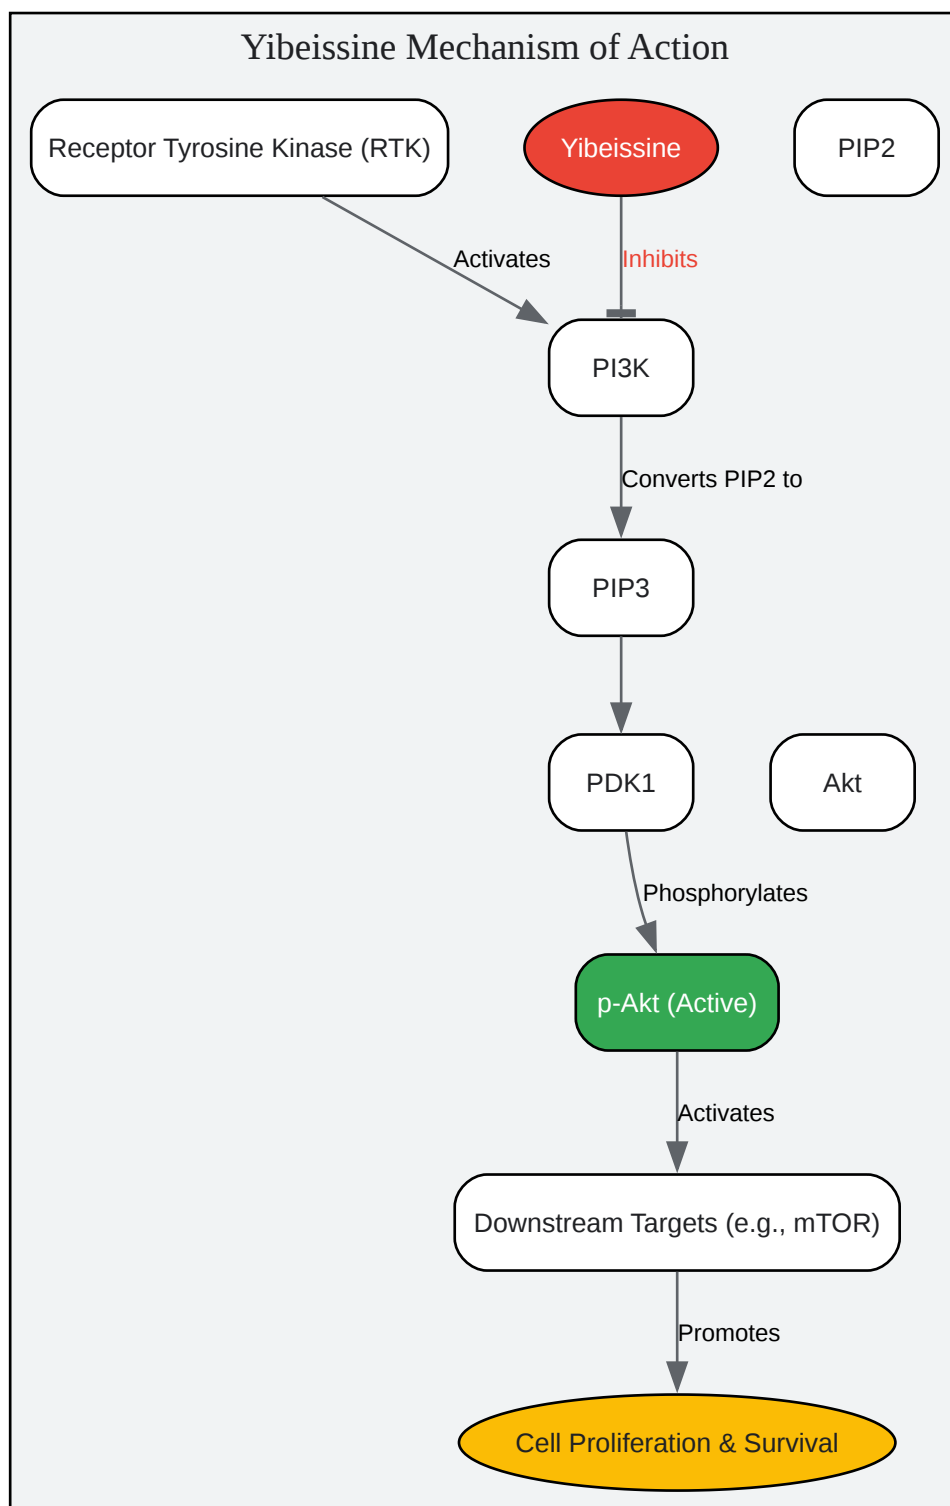 Yibeissine Mechanism of Action
Receptor Tyrosine Kinase (RTK)
Yibeissine
PIP2
Activates
Inhibits
PI3K
Converts PIP2 to
PIP3
PDK1
Akt
Phosphorylates
p-Akt (Active)
Activates
Downstream Targets (e.g., mTOR)
Promotes
Cell Proliferation & Survival